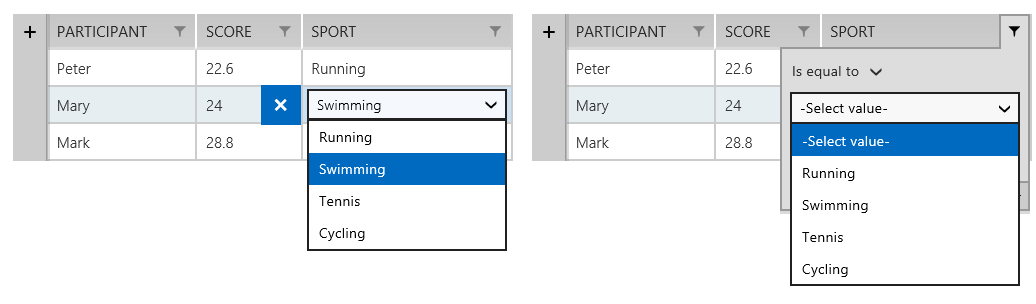 + PARTICIPANT SCORE SPORT
Peter 22.6 Running
Mary 24 × Swimming
Running
Mark 28.8
Swimming
Tennis
Cycling
+ PARTICIPANT SCORE SPORT
Peter 22.6 Is equal to
Mary 24 -Select value-
Mark 28.8 -Select value-
Running
Swimming
Tennis
Cycling